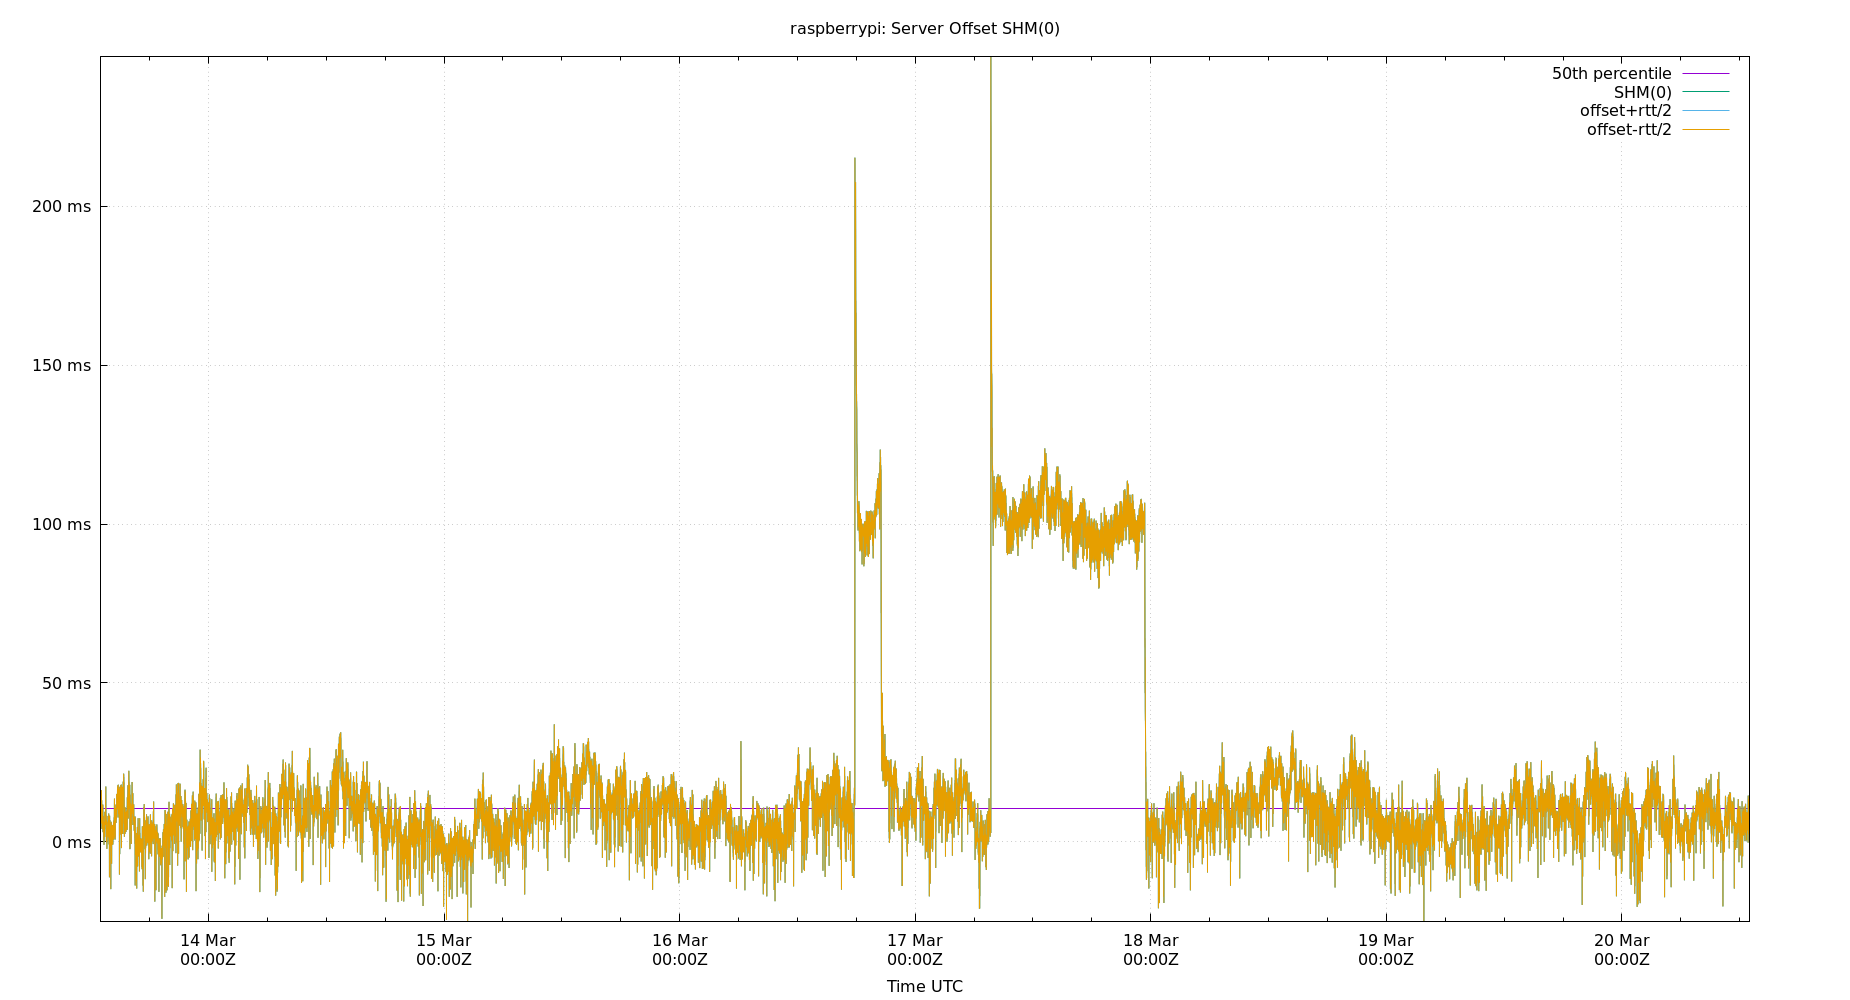 raspberrypi: Server Offset SHM(0)
50th percentile
SHM(0)
offset+rtt/2
offset-rtt/2
200 ms
150 ms
100 ms
50 ms
0 ms
14 Mar 15 Mar 16 Mar 17 Mar 18 Mar 19 Mar 20 Mar
00:00Z 00:00Z 00:00Z 00:00Z 00:00Z 00:00Z 00:00Z
Time UTC